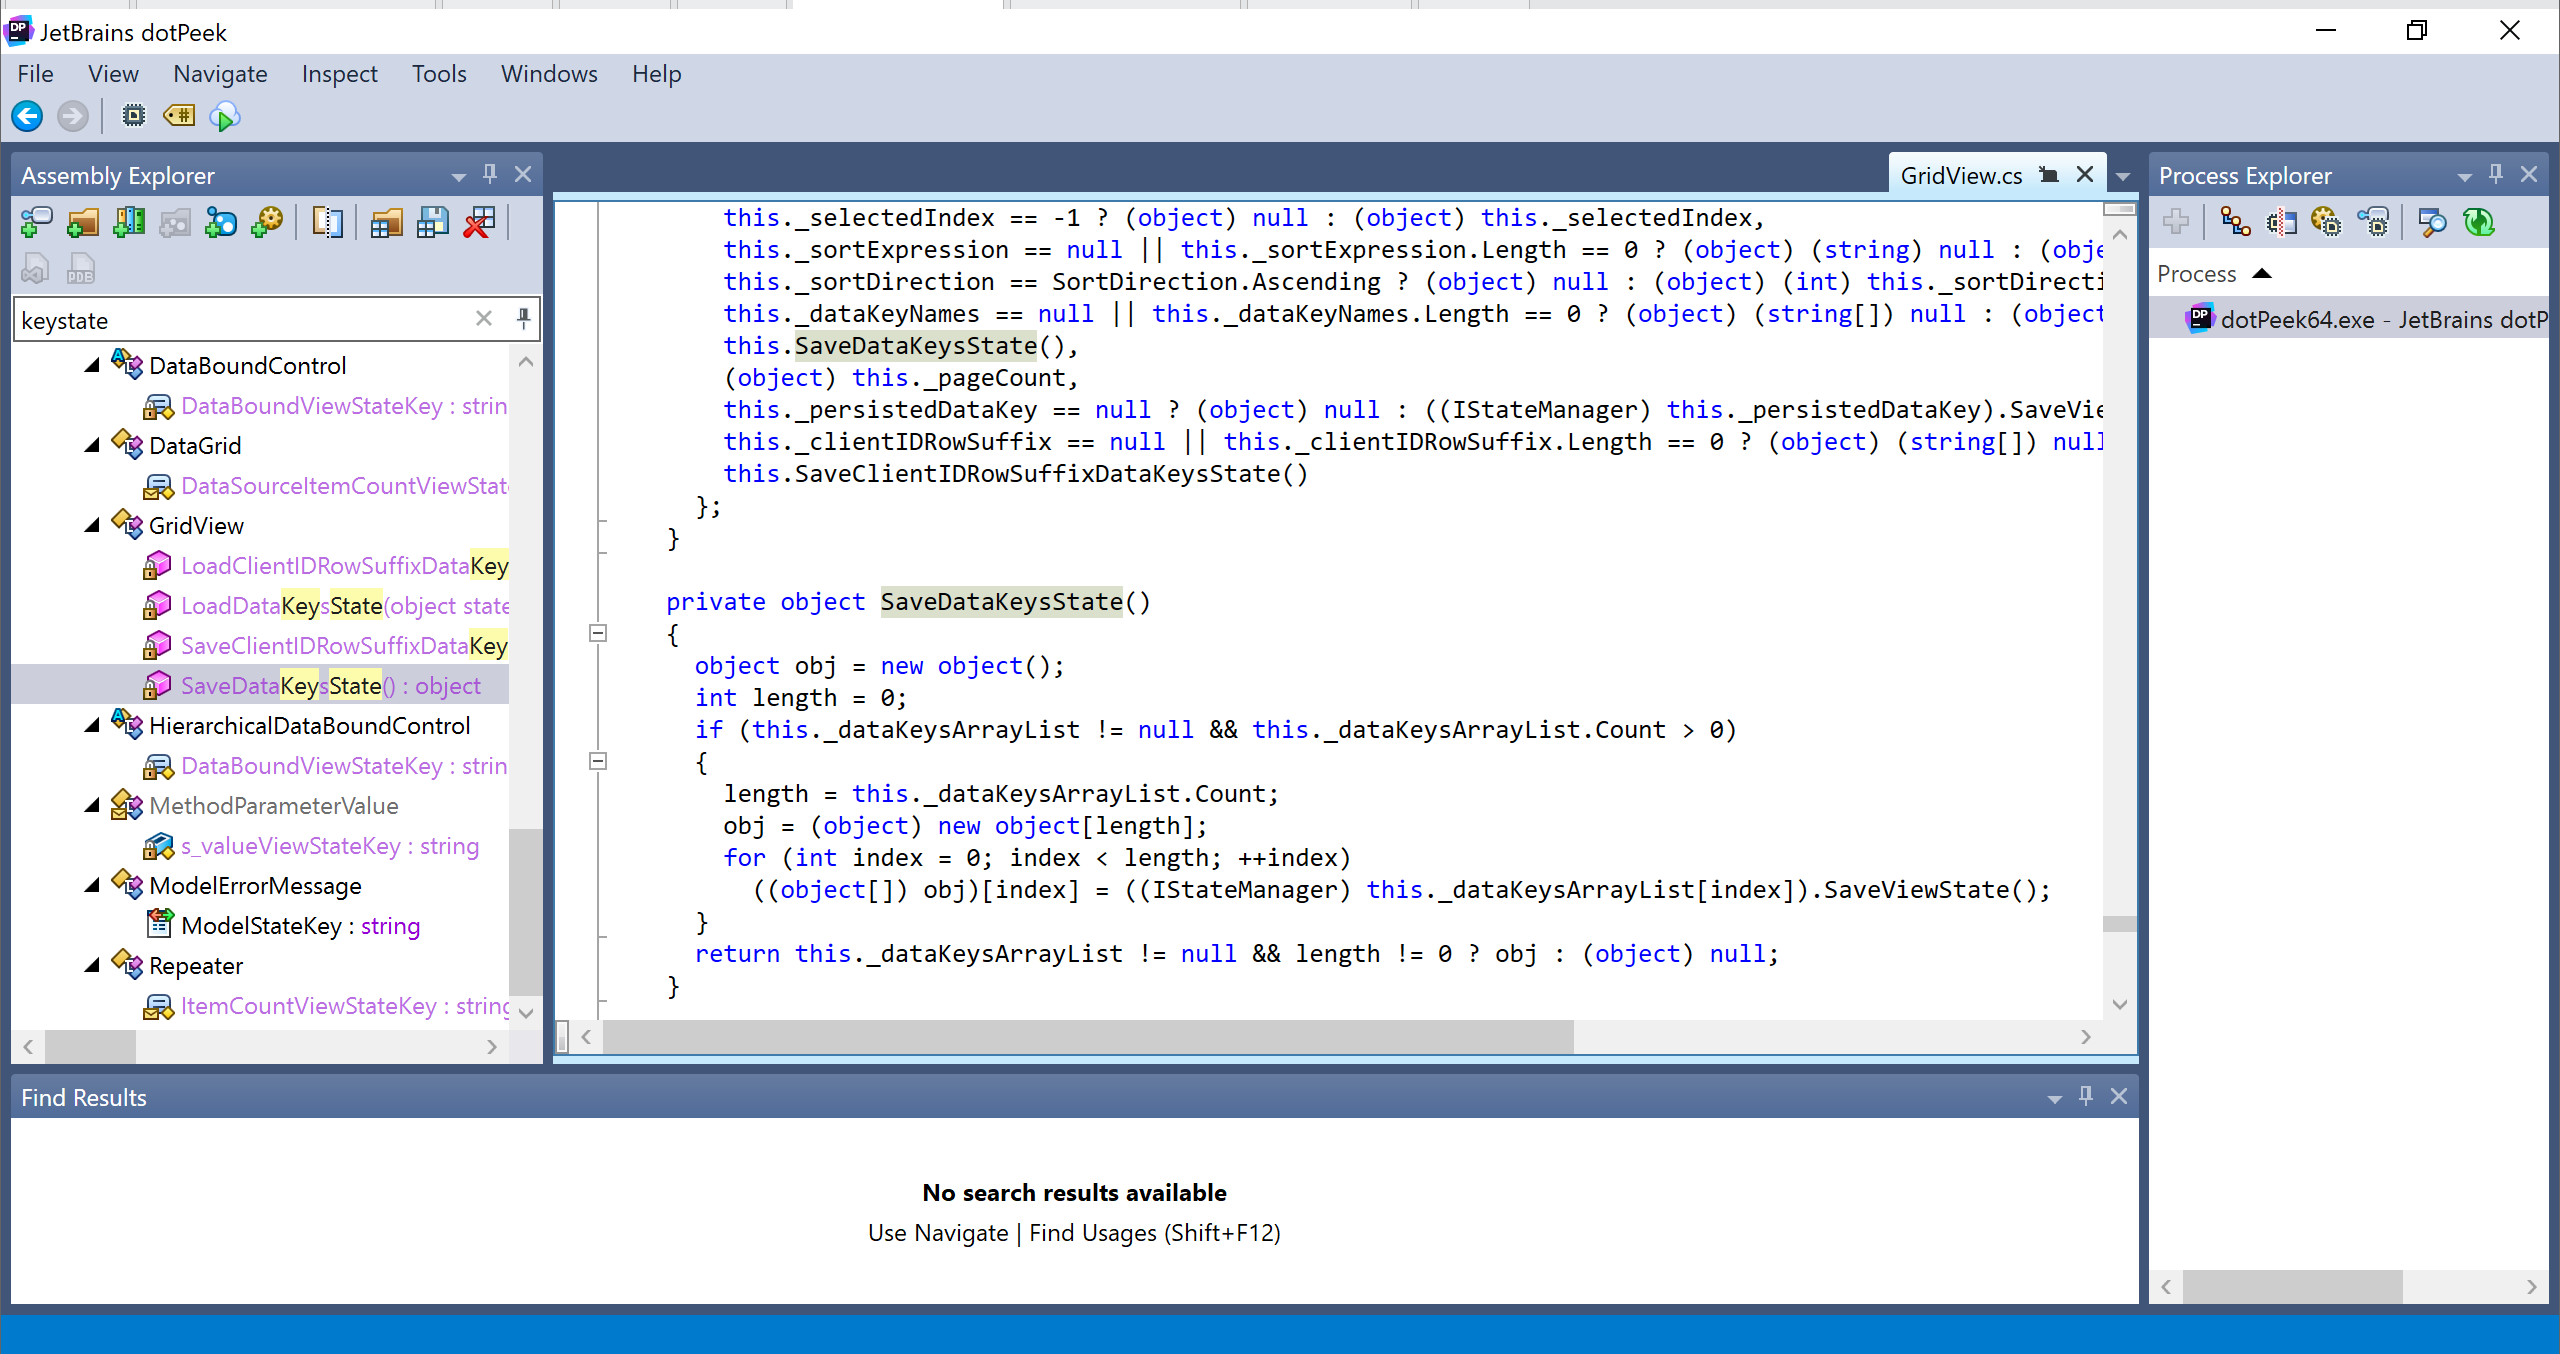 JetBrains dotPeek
File View Navigate Inspect Tools Windows Help
Assembly Explorer
keystate
DataBoundControl
DataBoundViewStateKey : strin
DataGrid
DataSourceItemCountViewStat
GridView
LoadClientIDRowSuffixDataKey
LoadDataKeysState(object state
SaveClientIDRowSuffixDataKey
SaveDataKeysState() : object
HierarchicalDataBoundControl
DataBoundViewStateKey : strin
MethodParameterValue
s_valueViewStateKey : string
ModelErrorMessage
ModelStateKey : string
Repeater
ItemCountViewStateKey : string
GridView.cs
this._selectedIndex == -1 ? (object) null : (object) this._selectedIndex,
this._sortExpression == null || this._sortExpression.Length == 0 ? (object) (string) null : (obje
this._sortDirection == SortDirection.Ascending ? (object) null : (object) (int) this._sortDirecti
this._dataKeyNames == null || this._dataKeyNames.Length == 0 ? (object) (string[]) null : (object
this.SaveDataKeysState(),
(object) this._pageCount,
this._persistedDataKey == null ? (object) null : ((IStateManager) this._persistedDataKey).SaveVie
this._clientIDRowSuffix == null || this._clientIDRowSuffix.Length == 0 ? (object) (string[]) null
this.SaveClientIDRowSuffixDataKeysState()
};
}
private object SaveDataKeysState()
{
object obj = new object();
int length = 0;
if (this._dataKeysArrayList != null && this._dataKeysArrayList.Count > 0)
{
length = this._dataKeysArrayList.Count;
obj = (object) new object[length];
for (int index = 0; index < length; ++index)
((object[]) obj)[index] = ((IStateManager) this._dataKeysArrayList[index]).SaveViewState();
}
return this._dataKeysArrayList != null && length != 0 ? obj : (object) null;
}
Process Explorer
Process
dotPeek64.exe - JetBrains dotP
Find Results
No search results available
Use Navigate | Find Usages (Shift+F12)